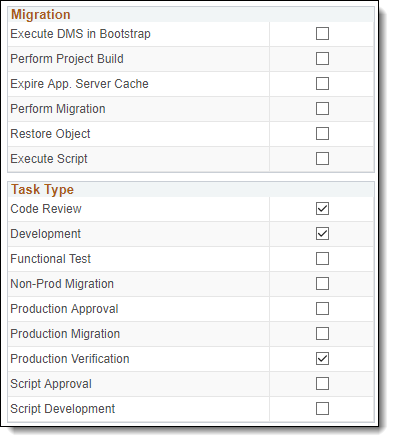 Migration
Execute DMS in Bootstrap
Perform Project Build
Expire App. Server Cache
Perform Migration
Restore Object
Execute Script
Task Type
Code Review
Development
Functional Test
Non-Prod Migration
Production Approval
Production Migration
Production Verification
Script Approval
Script Development